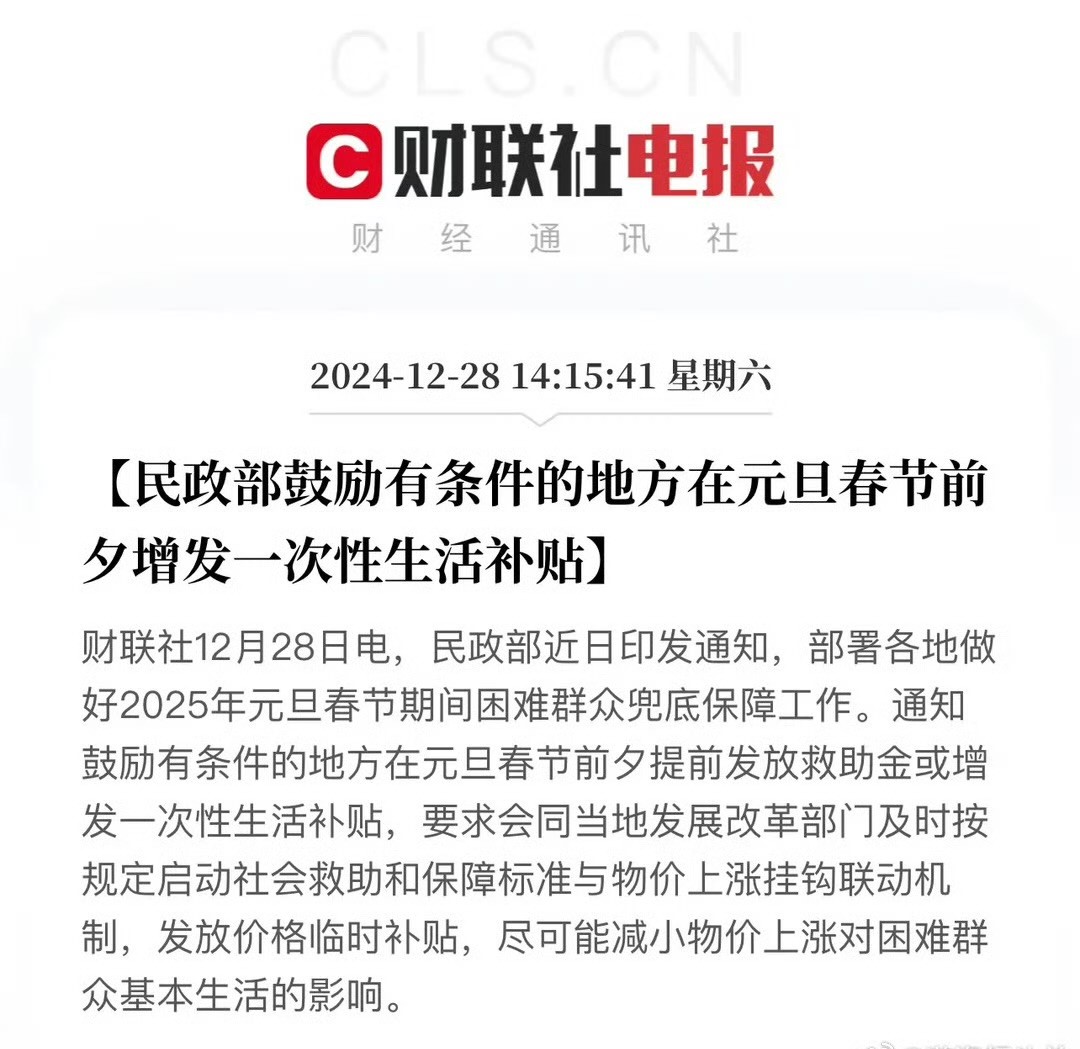 CLS.CN
C 财联社电报
财经通讯社
2024-12-28 14:15:41 星期六
【民政部鼓励有条件的地方在元旦春节前
夕增发一次性生活补贴】
财联社12月28日电，民政部近日印发通知，部署各地做
好2025年元旦春节期间困难群众兜底保障工作。通知
鼓励有条件的地方在元旦春节前夕提前发放救助金或增
发一次性生活补贴，要求会同当地发展改革部门及时按
规定启动社会救助和保障标准与物价上涨挂钩联动机
制，发放价格临时补贴，尽可能减小物价上涨对困难群
众基本生活的影响。